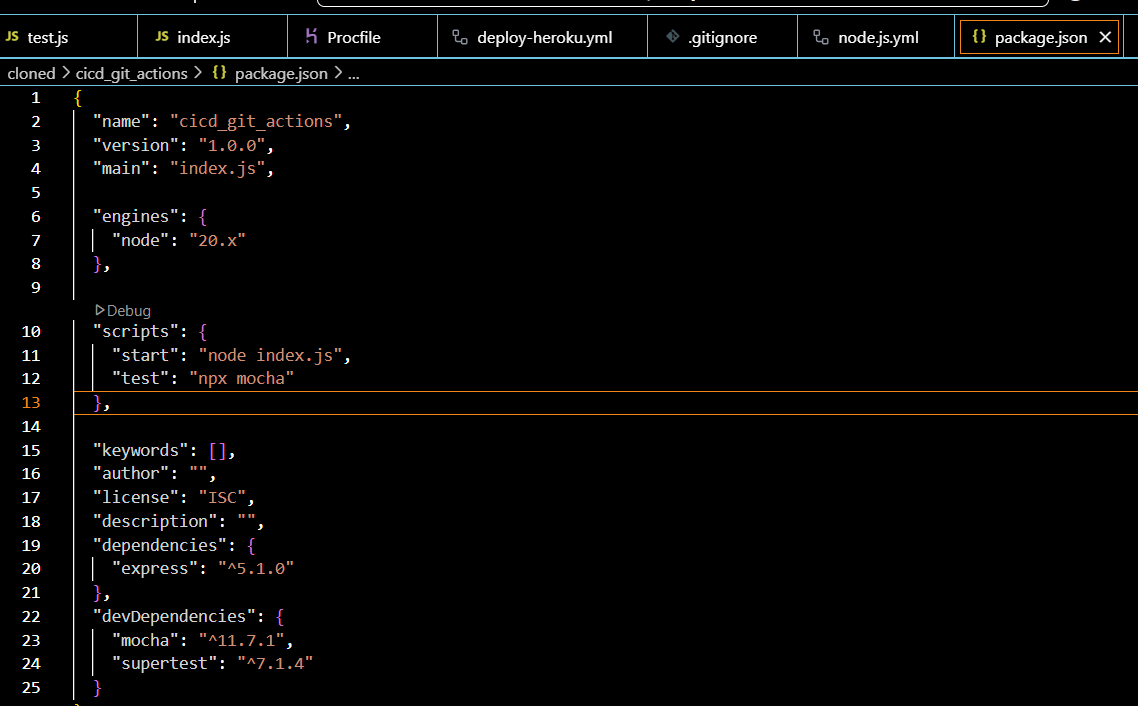 JS test.js JS index.js Procfile deploy-heroku.yml .gitignore node.js.yml {} package.json
cloned > cicd_git_actions > {} package.json > ...
1 {
2 "name": "cicd_git_actions",
3 "version": "1.0.0",
4 "main": "index.js",
5
6 "engines": {
7 "node": "20.x"
8 },
9
Debug
10 "scripts": {
11 "start": "node index.js",
12 "test": "npx mocha"
13 },
14
15 "keywords": [],
16 "author": "",
17 "license": "ISC",
18 "description": "",
19 "dependencies": {
20 "express": "^5.1.0"
21 },
22 "devDependencies": {
23 "mocha": "^11.7.1",
24 "supertest": "^7.1.4"
25 }